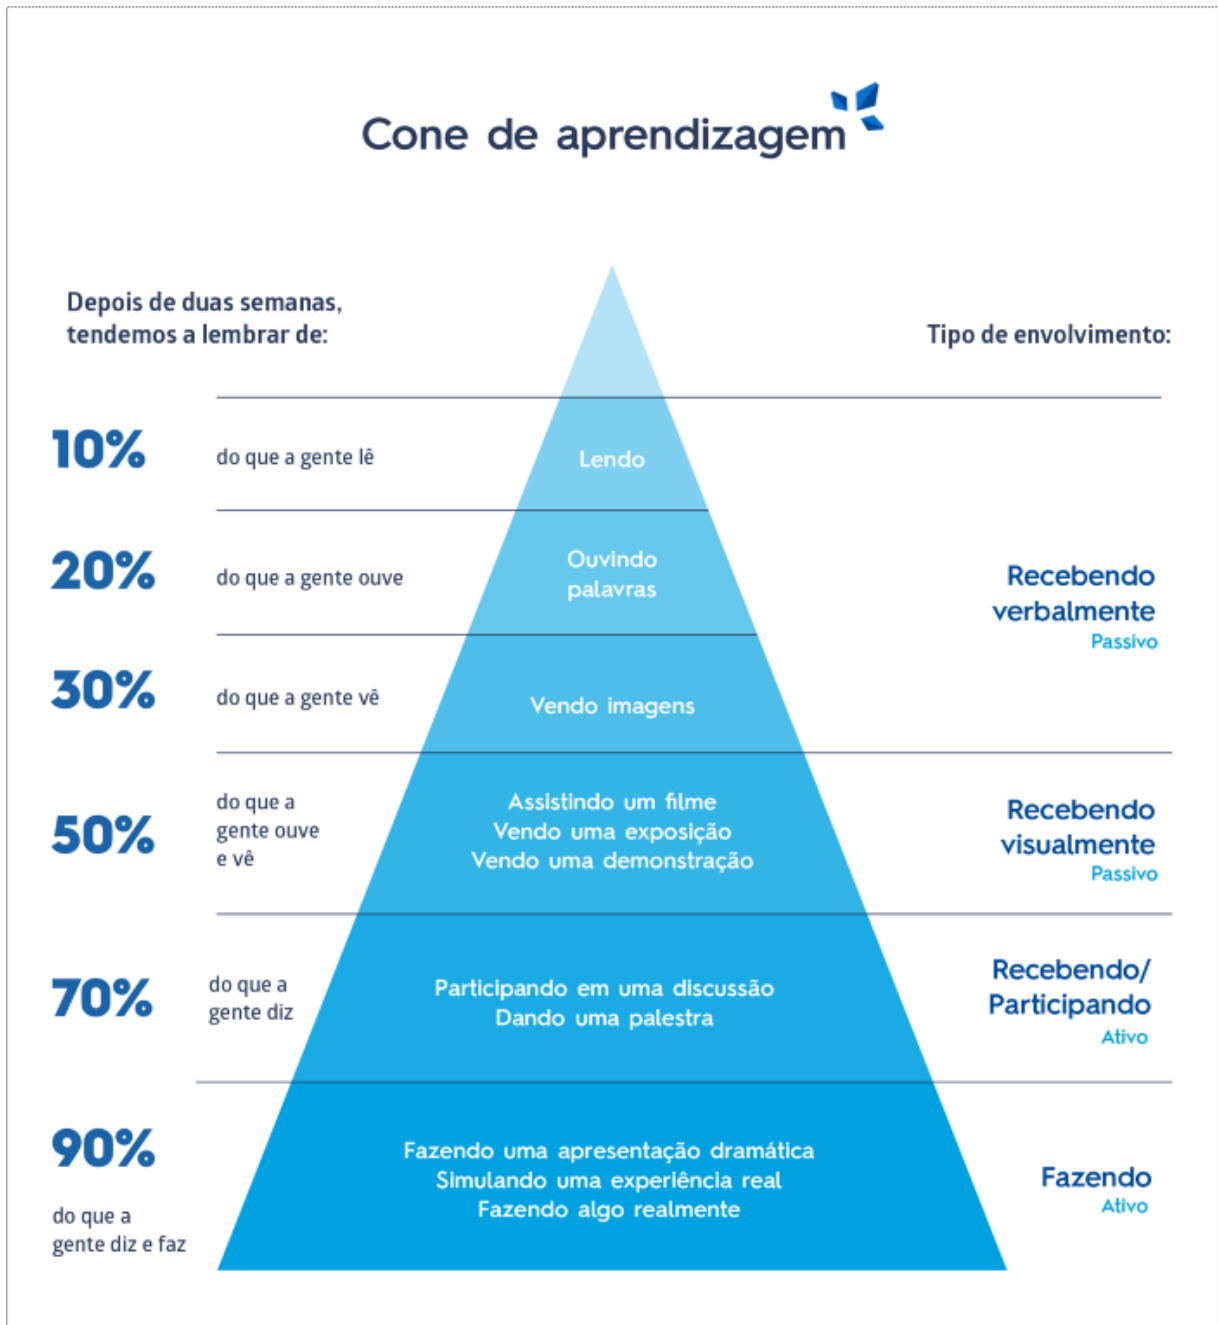 Cone de aprendizagem
Depois de duas semanas,
tendemos a lembrar de:
Tipo de envolvimento:
10%
do que a gente lê
Lendo
20%
do que a gente ouve
Ouvindo
palavras
Recebendo
verbalmente
Passivo
30%
do que a gente vê
Vendo imagens
50%
do que a
gente ouve
e vê
Assistindo um filme
Vendo uma exposição
Vendo uma demonstração
Recebendo
visualmente
Passivo
70%
do que a
gente diz
Participando em uma discussão
Dando uma palestra
Recebendo/
Participando
Ativo
90%
do que a
gente diz e faz
Fazendo uma apresentação dramática
Simulando uma experiência real
Fazendo algo realmente
Fazendo
Ativo